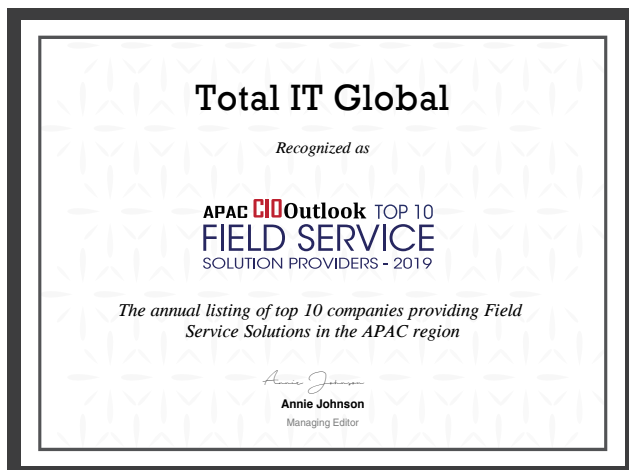 Total IT Global
Recognized as
APAC CIOOutlook TOP 10
FIELD SERVICE
SOLUTION PROVIDERS - 2019
The annual listing of top 10 companies providing Field
Service Solutions in the APAC region
Annie Johnson
Annie Johnson
Managing Editor